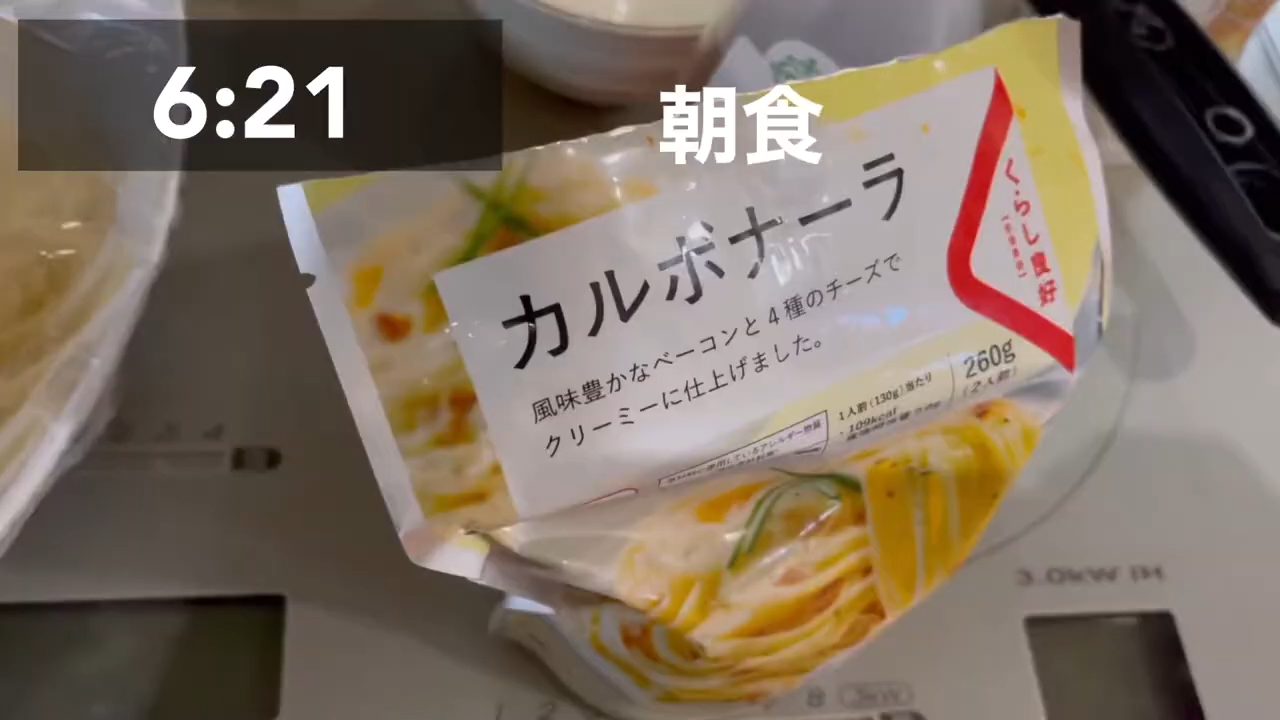 6:21
朝食
カルボナーラ
風味豊かなベーコンと4種のチーズで
クリーミーに仕上げました。
くらし良好
260g
(2人前)
1人前(130g)当たり
・109kcal
3.0kW IH